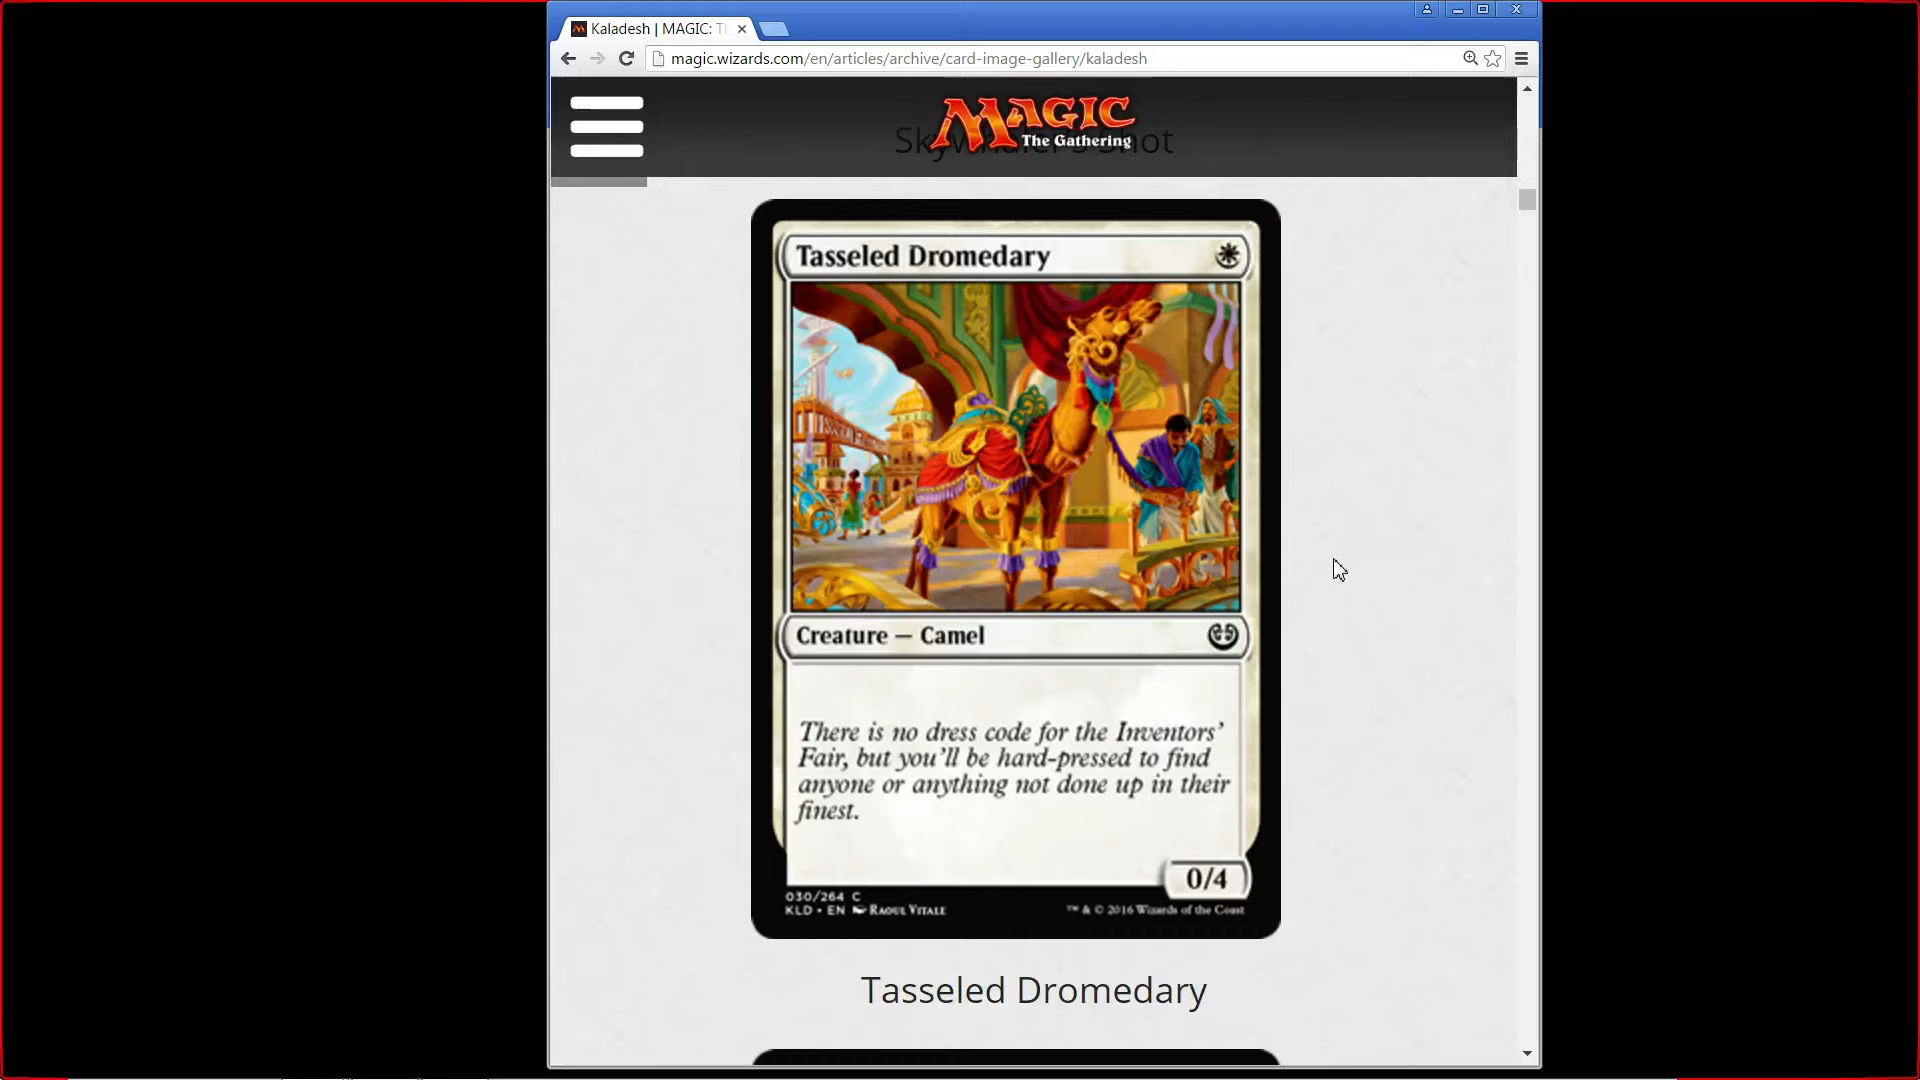 Kaladesh | MAGIC: T
magic.wizards.com/en/articles/archive/card-image-gallery/kaladesh
MAGIC
The Gathering
Skywhaler's Shot
Tasseled Dromedary
Creature — Camel
There is no dress code for the Inventors'
Fair, but you'll be hard-pressed to find
anyone or anything not done up in their
finest.
0/4
030/264 C
KLD • EN Raoul Vitale
™ & © 2016 Wizards of the Coast
Tasseled Dromedary